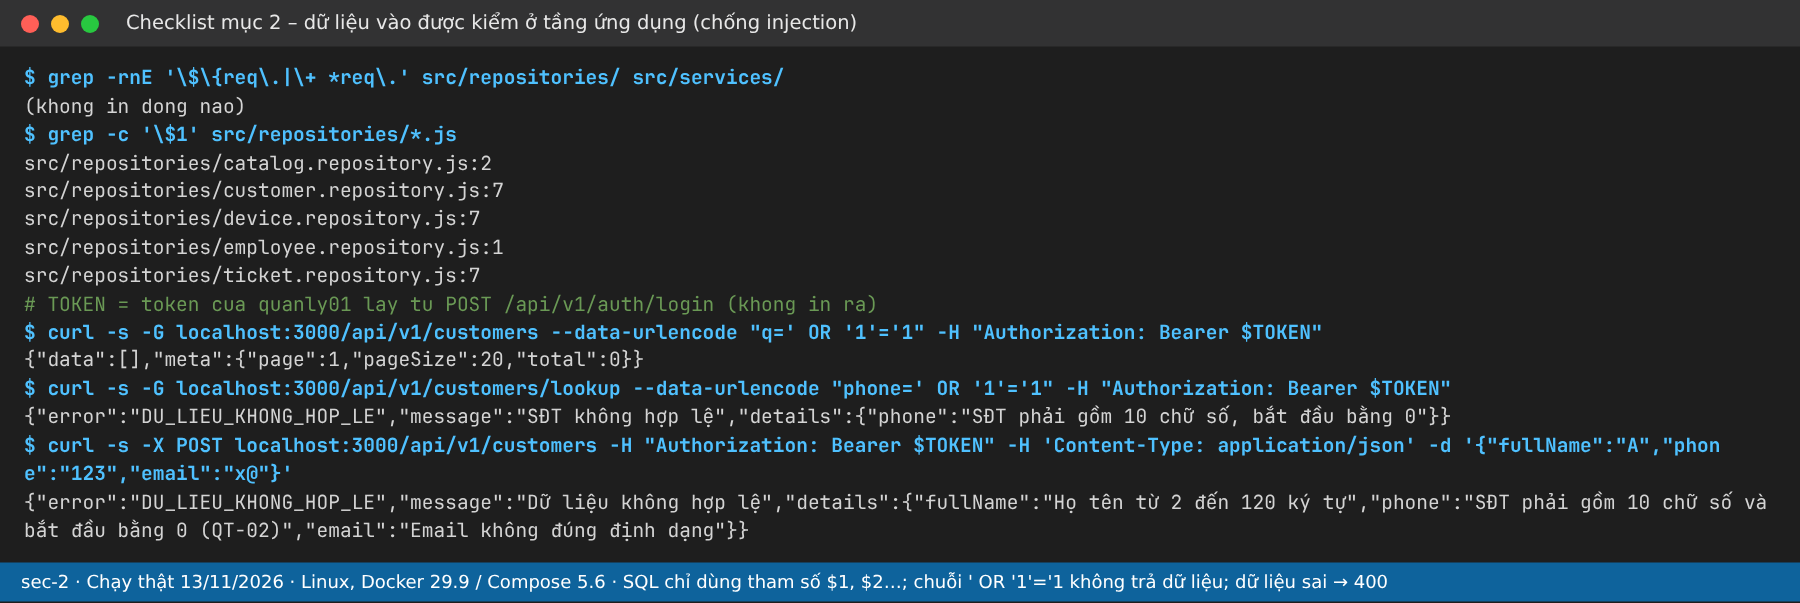 Checklist mục 2 – dữ liệu vào được kiểm ở tầng ứng dụng (chống injection)
$ grep -rnE '\$\{req\.|\+ *req\.' src/repositories/ src/services/
(khong in dong nao)
$ grep -c '\$1' src/repositories/*.js
src/repositories/catalog.repository.js:2
src/repositories/customer.repository.js:7
src/repositories/device.repository.js:7
src/repositories/employee.repository.js:1
src/repositories/ticket.repository.js:7
# TOKEN = token cua quanly01 lay tu POST /api/v1/auth/login (khong in ra)
$ curl -s -G localhost:3000/api/v1/customers --data-urlencode "q=' OR '1'='1" -H "Authorization: Bearer $TOKEN"
{"data":[],"meta":{"page":1,"pageSize":20,"total":0}}
$ curl -s -G localhost:3000/api/v1/customers/lookup --data-urlencode "phone=' OR '1'='1" -H "Authorization: Bearer $TOKEN"
{"error":"DU_LIEU_KHONG_HOP_LE","message":"SĐT không hợp lệ","details":{"phone":"SĐT phải gồm 10 chữ số, bắt đầu bằng 0"}}
$ curl -s -X POST localhost:3000/api/v1/customers -H "Authorization: Bearer $TOKEN" -H 'Content-Type: application/json' -d '{"fullName":"A","phon
e":"123","email":"x@"}'
{"error":"DU_LIEU_KHONG_HOP_LE","message":"Dữ liệu không hợp lệ","details":{"fullName":"Họ tên từ 2 đến 120 ký tự","phone":"SĐT phải gồm 10 chữ số và
bắt đầu bằng 0 (QT-02)","email":"Email không đúng định dạng"}}
sec-2 · Chạy thật 13/11/2026 · Linux, Docker 29.9 / Compose 5.6 · SQL chỉ dùng tham số $1, $2…; chuỗi ' OR '1'='1 không trả dữ liệu; dữ liệu sai → 400